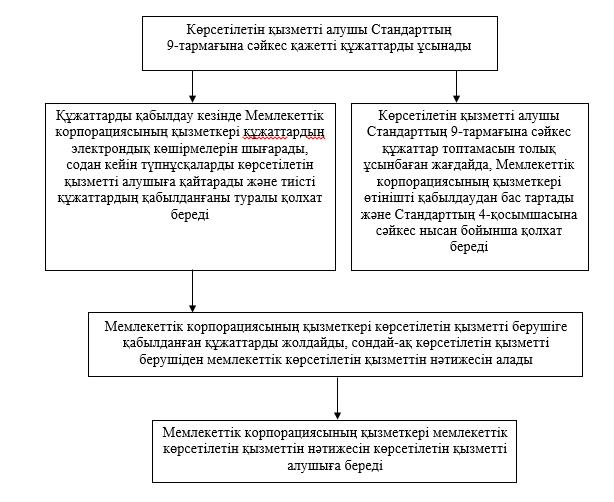 Көрсетілетін қызметті алушы Стандарттың
9-тармағына сәйкес қажетті құжаттарды ұсынады
Құжаттарды қабылдау кезінде Мемлекеттік
корпорациясының қызметкері құжаттардың
электрондық көшірмелерін шығарады,
содан кейін түпнұсқаларды көрсетілетін
қызметті алушыға қайтарады және тиісті
құжаттардың қабылданғаны туралы қолхат
береді
Көрсетілетін қызметті алушы
Стандарттың 9-тармағына сәйкес
құжаттар топтамасын толық
ұсынбаған жағдайда, Мемлекеттік
корпорациясының қызметкері
өтінішті қабылдаудан бас тартады
және Стандарттың 4-қосымшасына
сәйкес нысан бойынша қолхат
береді
Мемлекеттік корпорациясының қызметкері көрсетілетін қызметті берушіге
қабылданған құжаттарды жолдайды, сондай-ақ көрсетілетін қызметті
берушіден мемлекеттік көрсетілетін қызметтін нәтижесін алады
Мемлекеттік корпорациясының қызметкері мемлекеттік
көрсетілетін қызметтін нәтижесін көрсетілетін қызметті
алушыға береді